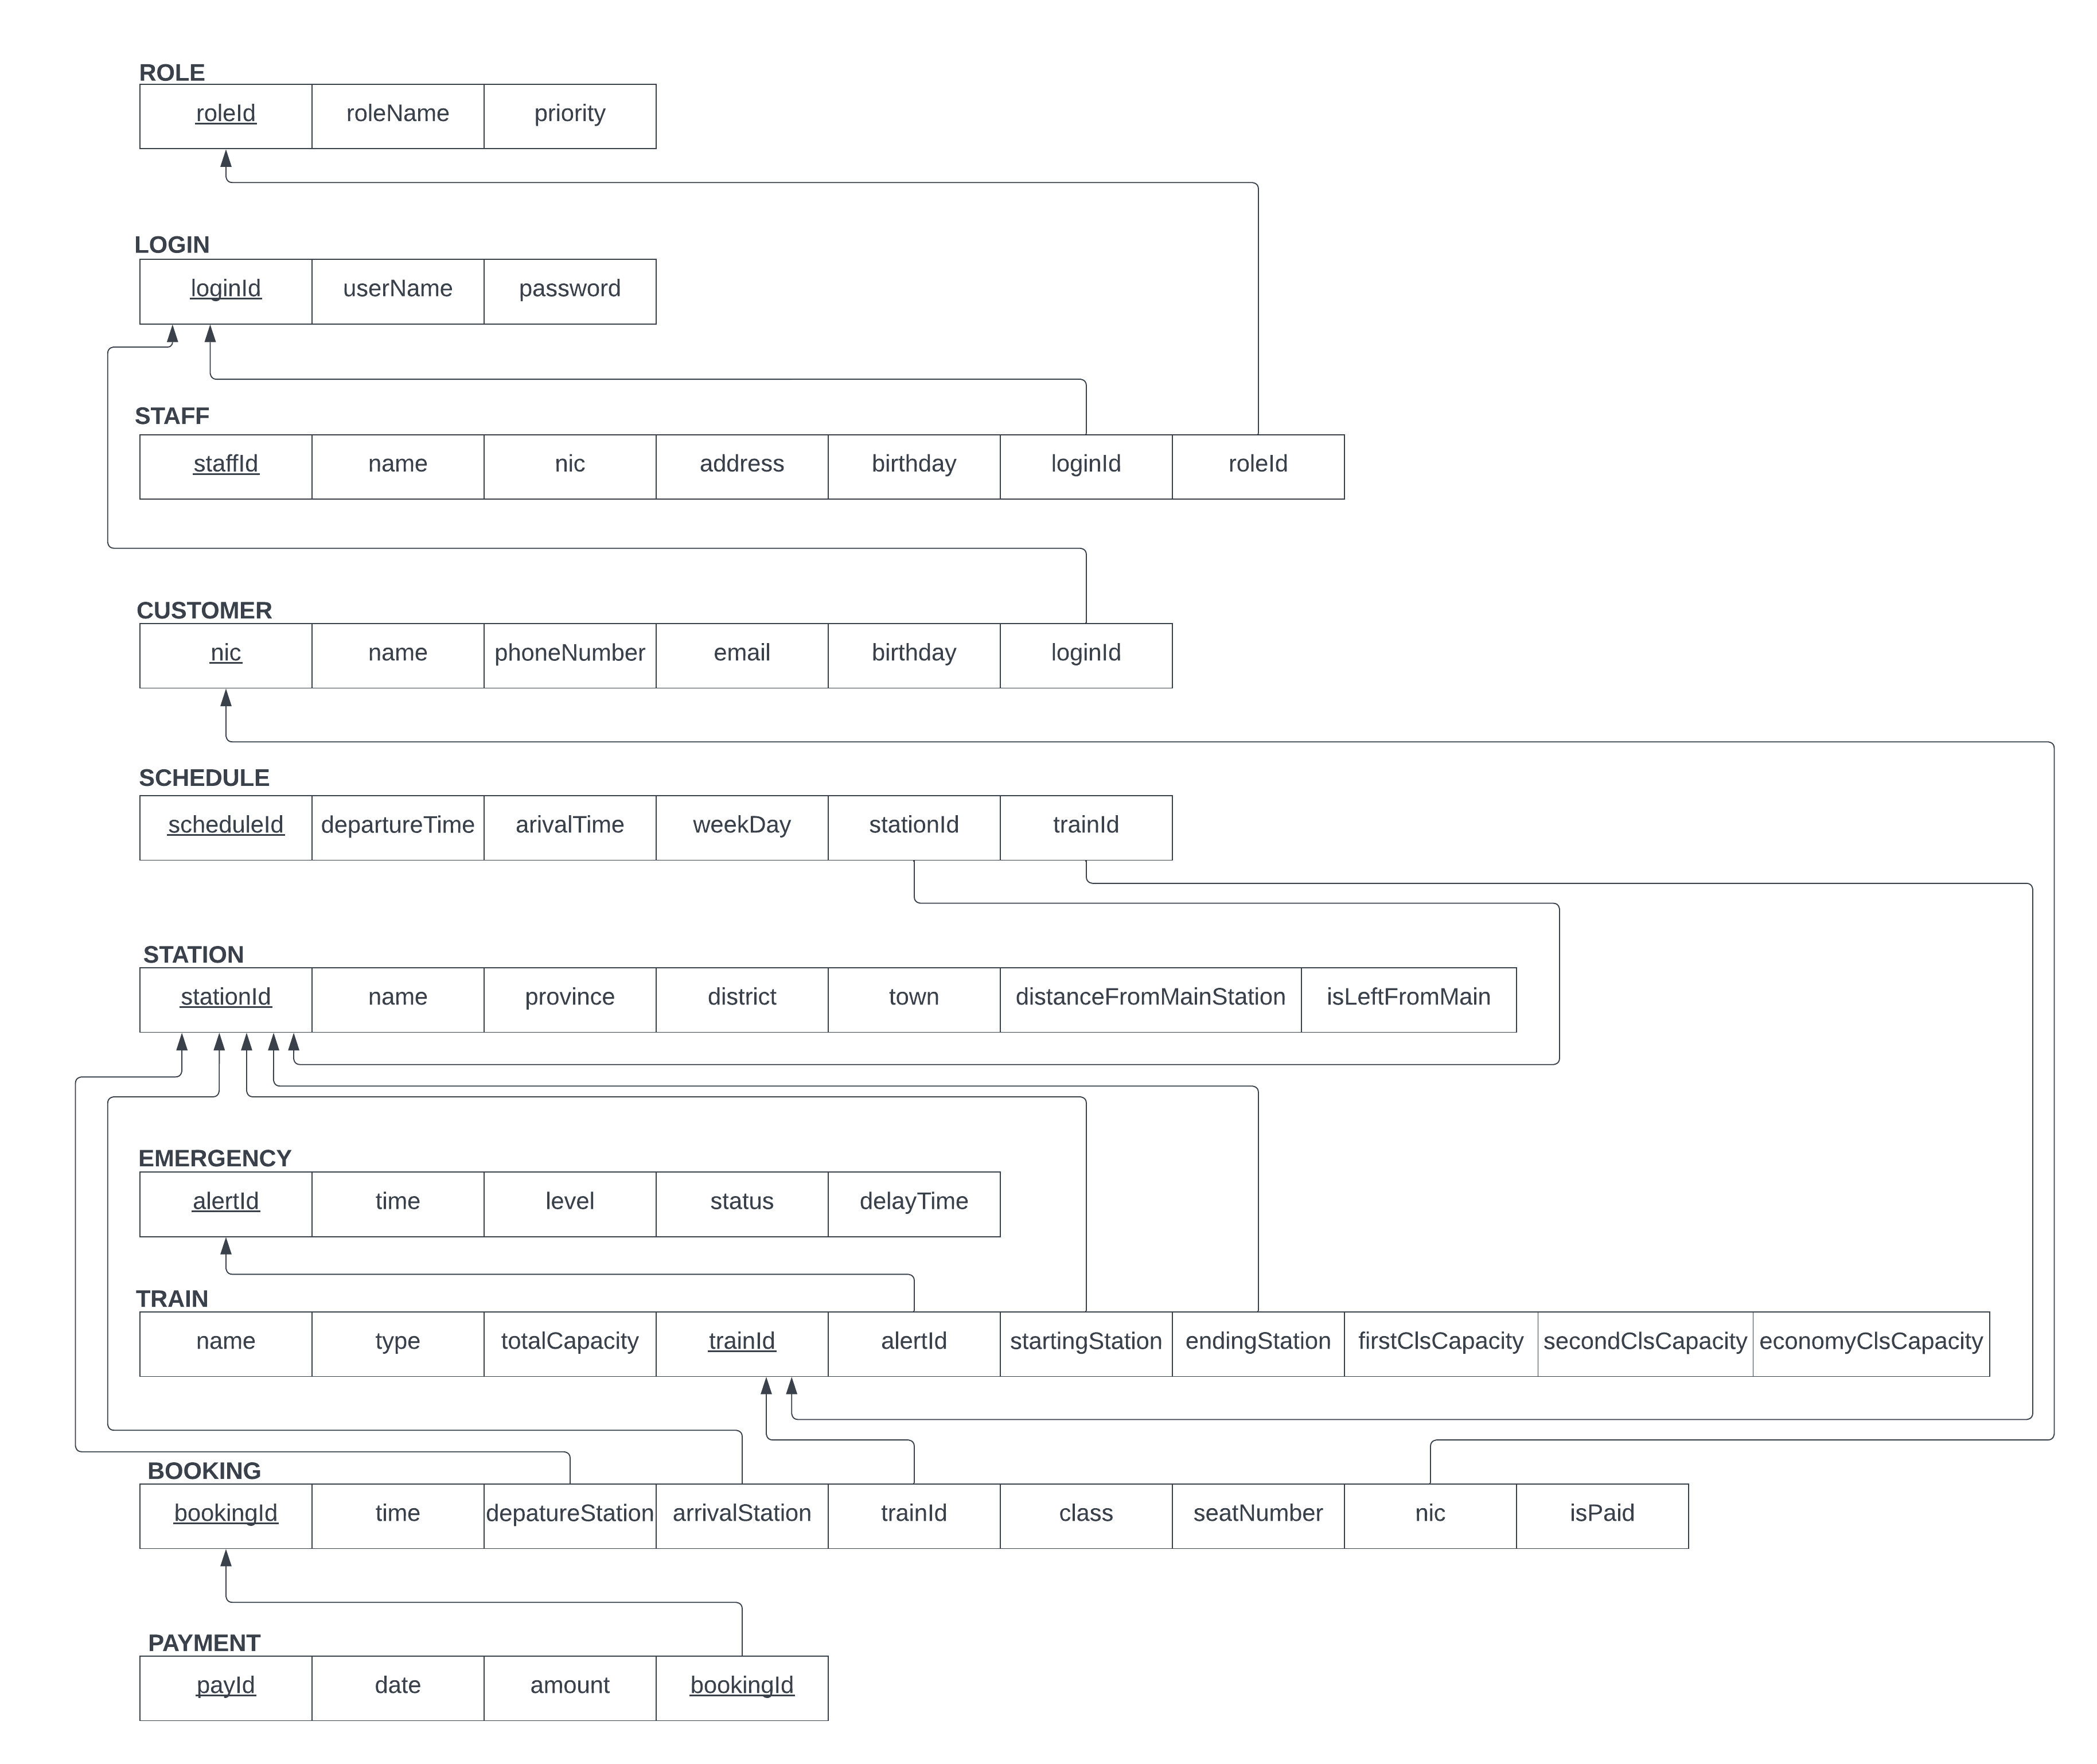 ROLE
roleId roleName priority
LOGIN
loginId userName password
STAFF
staffId name nic address birthday loginId roleId
CUSTOMER
nic name phoneNumber email birthday loginId
SCHEDULE
scheduleId departureTime arivalTime weekDay stationId trainId
STATION
stationId name province district town distanceFromMainStation isLeftFromMain
EMERGENCY
alertId time level status delayTime
TRAIN
name type totalCapacity trainId alertId startingStation endingStation firstClsCapacity secondClsCapacity economyClsCapacity
BOOKING
bookingId time depatureStation arrivalStation trainId class seatNumber nic isPaid
PAYMENT
payId date amount bookingId